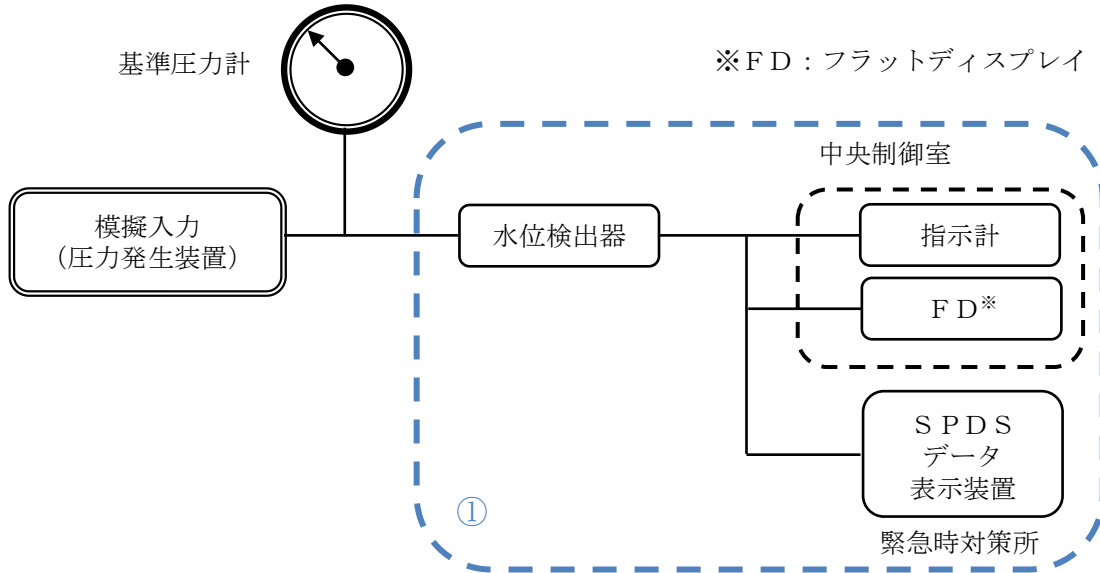 基準圧力計
※ＦＤ：フラットディスプレイ
中央制御室
模擬入力
（圧力発生装置）
水位検出器
指示計
ＦＤ※
ＳＰＤＳ
データ
表示装置
①
緊急時対策所